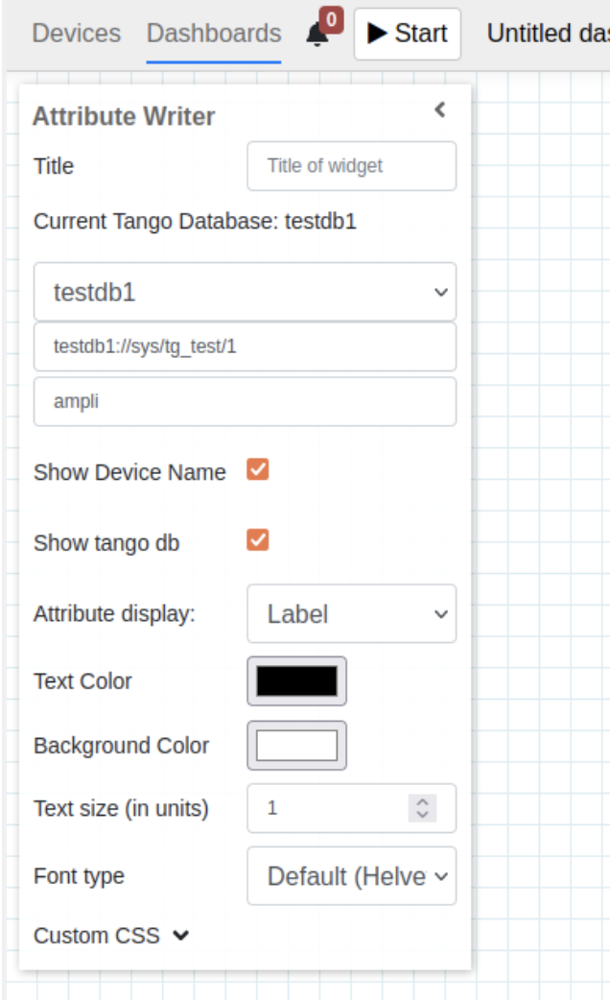 Devices Dashboards 0 Start Untitled das
Attribute Writer
Title Title of widget
Current Tango Database: testdb1
testdb1
testdb1://sys/tg_test/1
ampli
Show Device Name
Show tango db
Attribute display: Label
Text Color
Background Color
Text size (in units) 1
Font type Default (Helve
Custom CSS